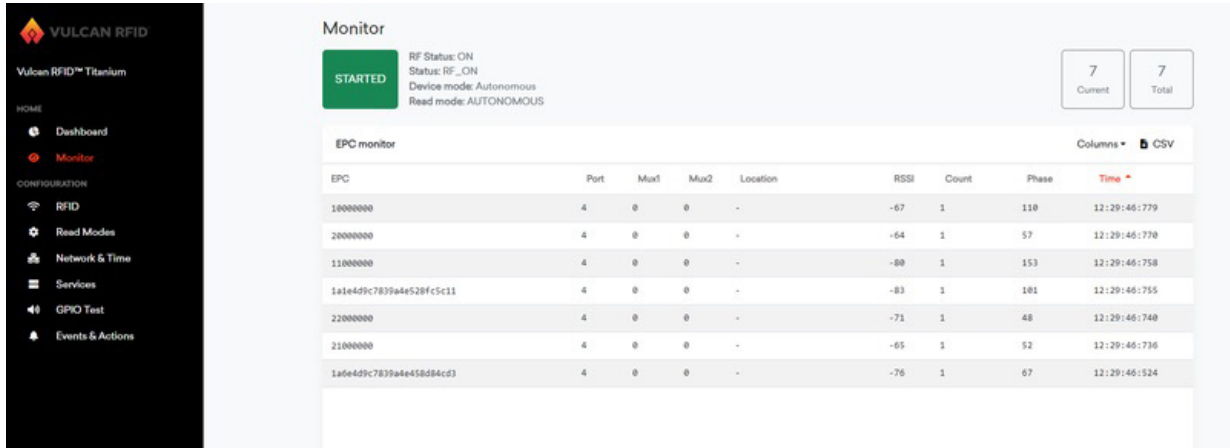 VULCAN RFID
Vulcan RFID™ Titanium
HOME
Dashboard
Monitor
CONFIGURATION
RFID
Read Modes
Network & Time
Services
GPIO Test
Events & Actions
Monitor
STARTED
RF Status: ON
Status: RF_ON
Device mode: Autonomous
Read mode: AUTONOMOUS
7 7
Current Total
EPC monitor Columns CSV
EPC Port Mux1 Mux2 Location RSSI Count Phase Time
10000000 4 0 0 - -67 1 110 12:29:46:779
20000000 4 0 0 - -64 1 57 12:29:46:770
11000000 4 0 0 - -80 1 153 12:29:46:758
1a1e4d9c7839a4e528fc5c11 4 0 0 - -83 1 101 12:29:46:755
22000000 4 0 0 - -71 1 48 12:29:46:740
21000000 4 0 0 - -65 1 52 12:29:46:736
1a6e4d9c7839a4e458d84cd3 4 0 0 - -76 1 67 12:29:46:524